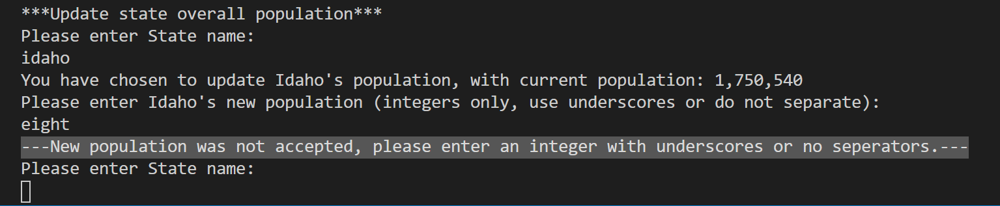 ***Update state overall population***
Please enter State name:
idaho
You have chosen to update Idaho's population, with current population: 1,750,540
Please enter Idaho's new population (integers only, use underscores or do not separate):
eight
---New population was not accepted, please enter an integer with underscores or no seperators.---
Please enter State name: